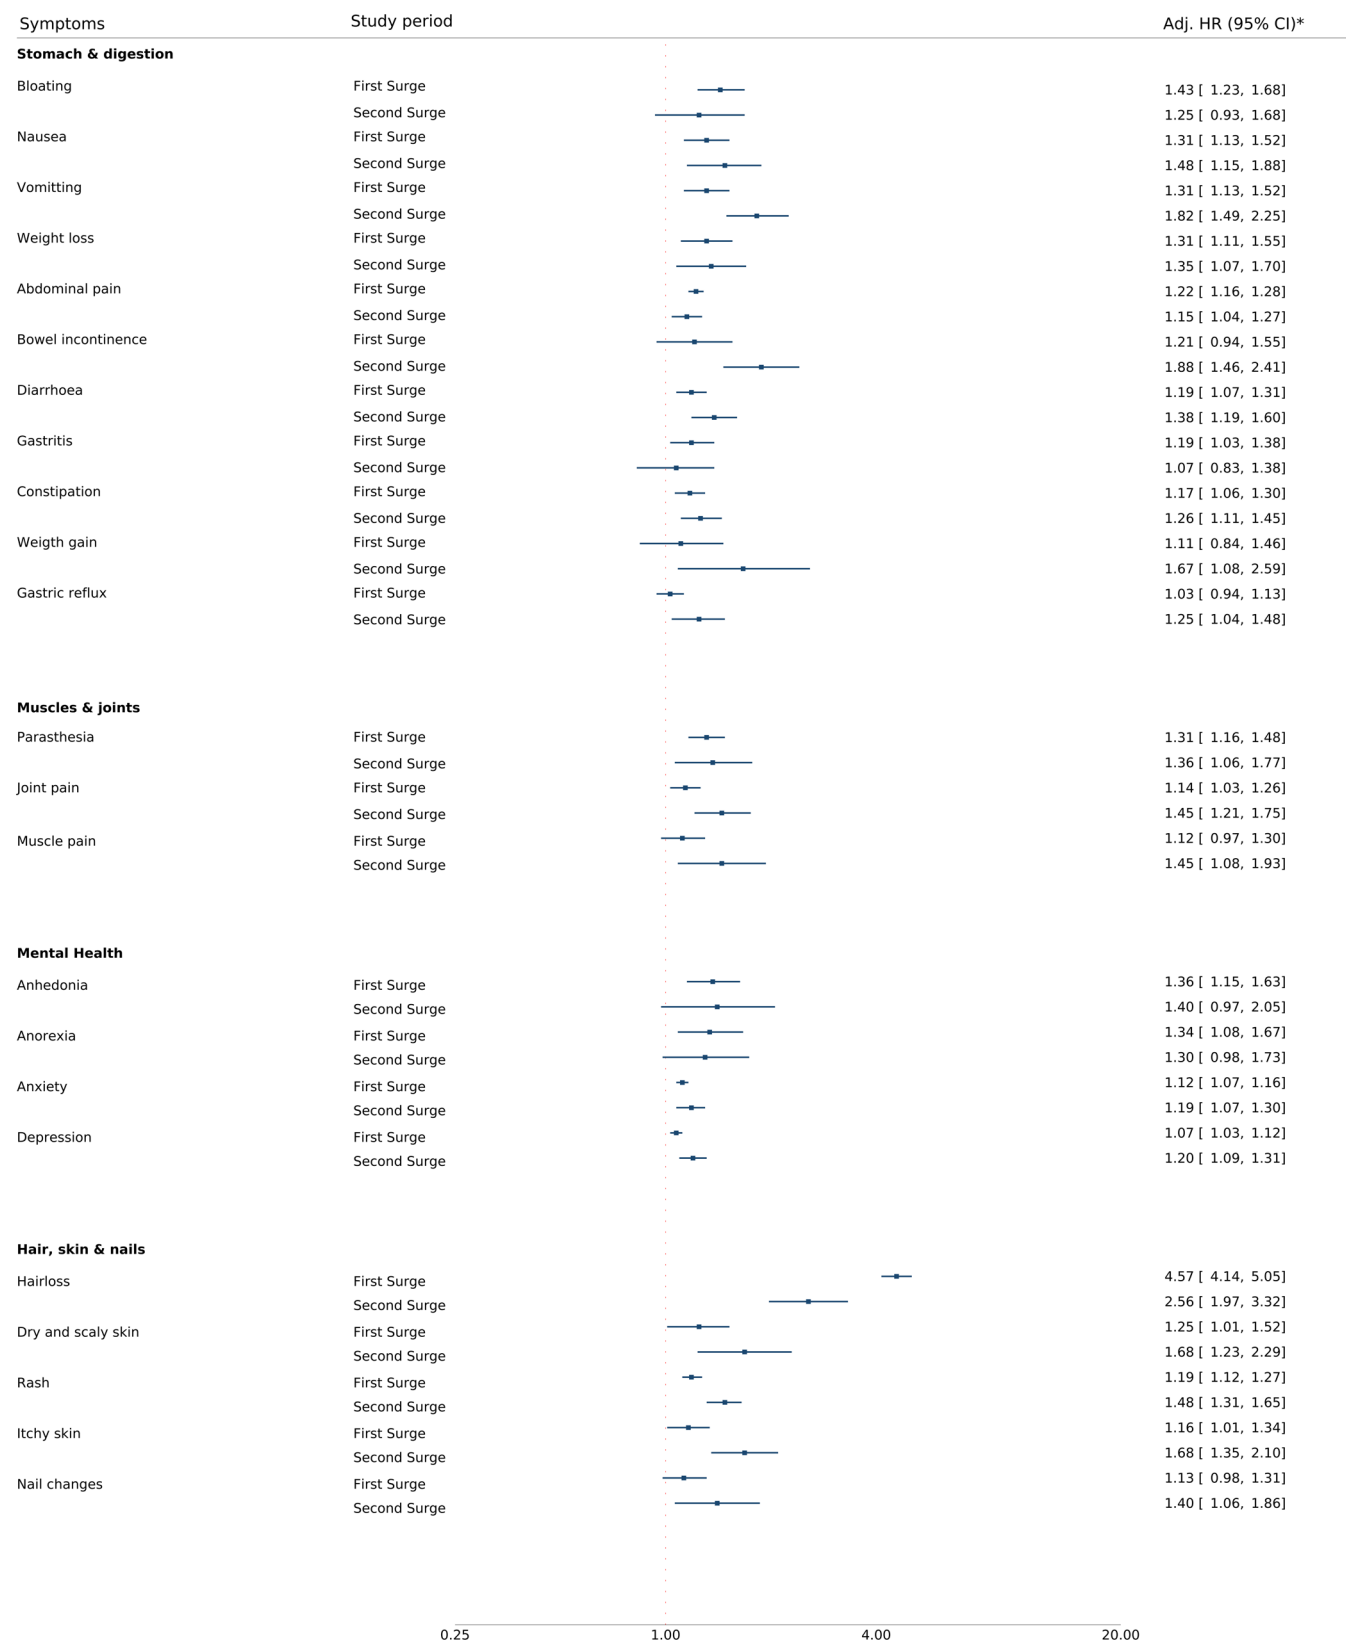 Symptoms Study period Adj. HR (95% CI)*
Stomach & digestion
Bloating First Surge 1.43 [ 1.23, 1.68]
Second Surge 1.25 [ 0.93, 1.68]
Nausea First Surge 1.31 [ 1.13, 1.52]
Second Surge 1.48 [ 1.15, 1.88]
Vomitting First Surge 1.31 [ 1.13, 1.52]
Second Surge 1.82 [ 1.49, 2.25]
Weight loss First Surge 1.31 [ 1.11, 1.55]
Second Surge 1.35 [ 1.07, 1.70]
Abdominal pain First Surge 1.22 [ 1.16, 1.28]
Second Surge 1.15 [ 1.04, 1.27]
Bowel incontinence First Surge 1.21 [ 0.94, 1.55]
Second Surge 1.88 [ 1.46, 2.41]
Diarrhoea First Surge 1.19 [ 1.07, 1.31]
Second Surge 1.38 [ 1.19, 1.60]
Gastritis First Surge 1.19 [ 1.03, 1.38]
Second Surge 1.07 [ 0.83, 1.38]
Constipation First Surge 1.17 [ 1.06, 1.30]
Second Surge 1.26 [ 1.11, 1.45]
Weigth gain First Surge 1.11 [ 0.84, 1.46]
Second Surge 1.67 [ 1.08, 2.59]
Gastric reflux First Surge 1.03 [ 0.94, 1.13]
Second Surge 1.25 [ 1.04, 1.48]
Muscles & joints
Parasthesia First Surge 1.31 [ 1.16, 1.48]
Second Surge 1.36 [ 1.06, 1.77]
Joint pain First Surge 1.14 [ 1.03, 1.26]
Second Surge 1.45 [ 1.21, 1.75]
Muscle pain First Surge 1.12 [ 0.97, 1.30]
Second Surge 1.45 [ 1.08, 1.93]
Mental Health
Anhedonia First Surge 1.36 [ 1.15, 1.63]
Second Surge 1.40 [ 0.97, 2.05]
Anorexia First Surge 1.34 [ 1.08, 1.67]
Second Surge 1.30 [ 0.98, 1.73]
Anxiety First Surge 1.12 [ 1.07, 1.16]
Second Surge 1.19 [ 1.07, 1.30]
Depression First Surge 1.07 [ 1.03, 1.12]
Second Surge 1.20 [ 1.09, 1.31]
Hair, skin & nails
Hairloss First Surge 4.57 [ 4.14, 5.05]
Second Surge 2.56 [ 1.97, 3.32]
Dry and scaly skin First Surge 1.25 [ 1.01, 1.52]
Second Surge 1.68 [ 1.23, 2.29]
Rash First Surge 1.19 [ 1.12, 1.27]
Second Surge 1.48 [ 1.31, 1.65]
Itchy skin First Surge 1.16 [ 1.01, 1.34]
Second Surge 1.68 [ 1.35, 2.10]
Nail changes First Surge 1.13 [ 0.98, 1.31]
Second Surge 1.40 [ 1.06, 1.86]
0.25 1.00 4.00 20.00